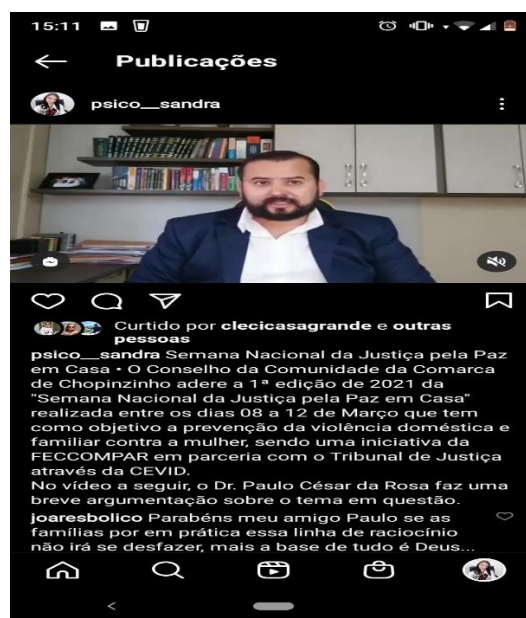 15:11
Publicações
psico__sandra
Curtido por clecicasagrande e outras
pessoas
psico__sandra Semana Nacional da Justiça pela Paz
em Casa • O Conselho da Comunidade da Comarca
de Chopinzinho adere a 1ª edição de 2021 da
"Semana Nacional da Justiça pela Paz em Casa"
realizada entre os dias 08 a 12 de Março que tem
como objetivo a prevenção da violência doméstica e
familiar contra a mulher, sendo uma iniciativa da
FECCOMPAR em parceria com o Tribunal de Justiça
através da CEVID.
No vídeo a seguir, o Dr. Paulo César da Rosa faz uma
breve argumentação sobre o tema em questão.
joaresbolico Parabéns meu amigo Paulo se as
famílias por em prática essa linha de raciocínio
não irá se desfazer, mais a base de tudo é Deus...